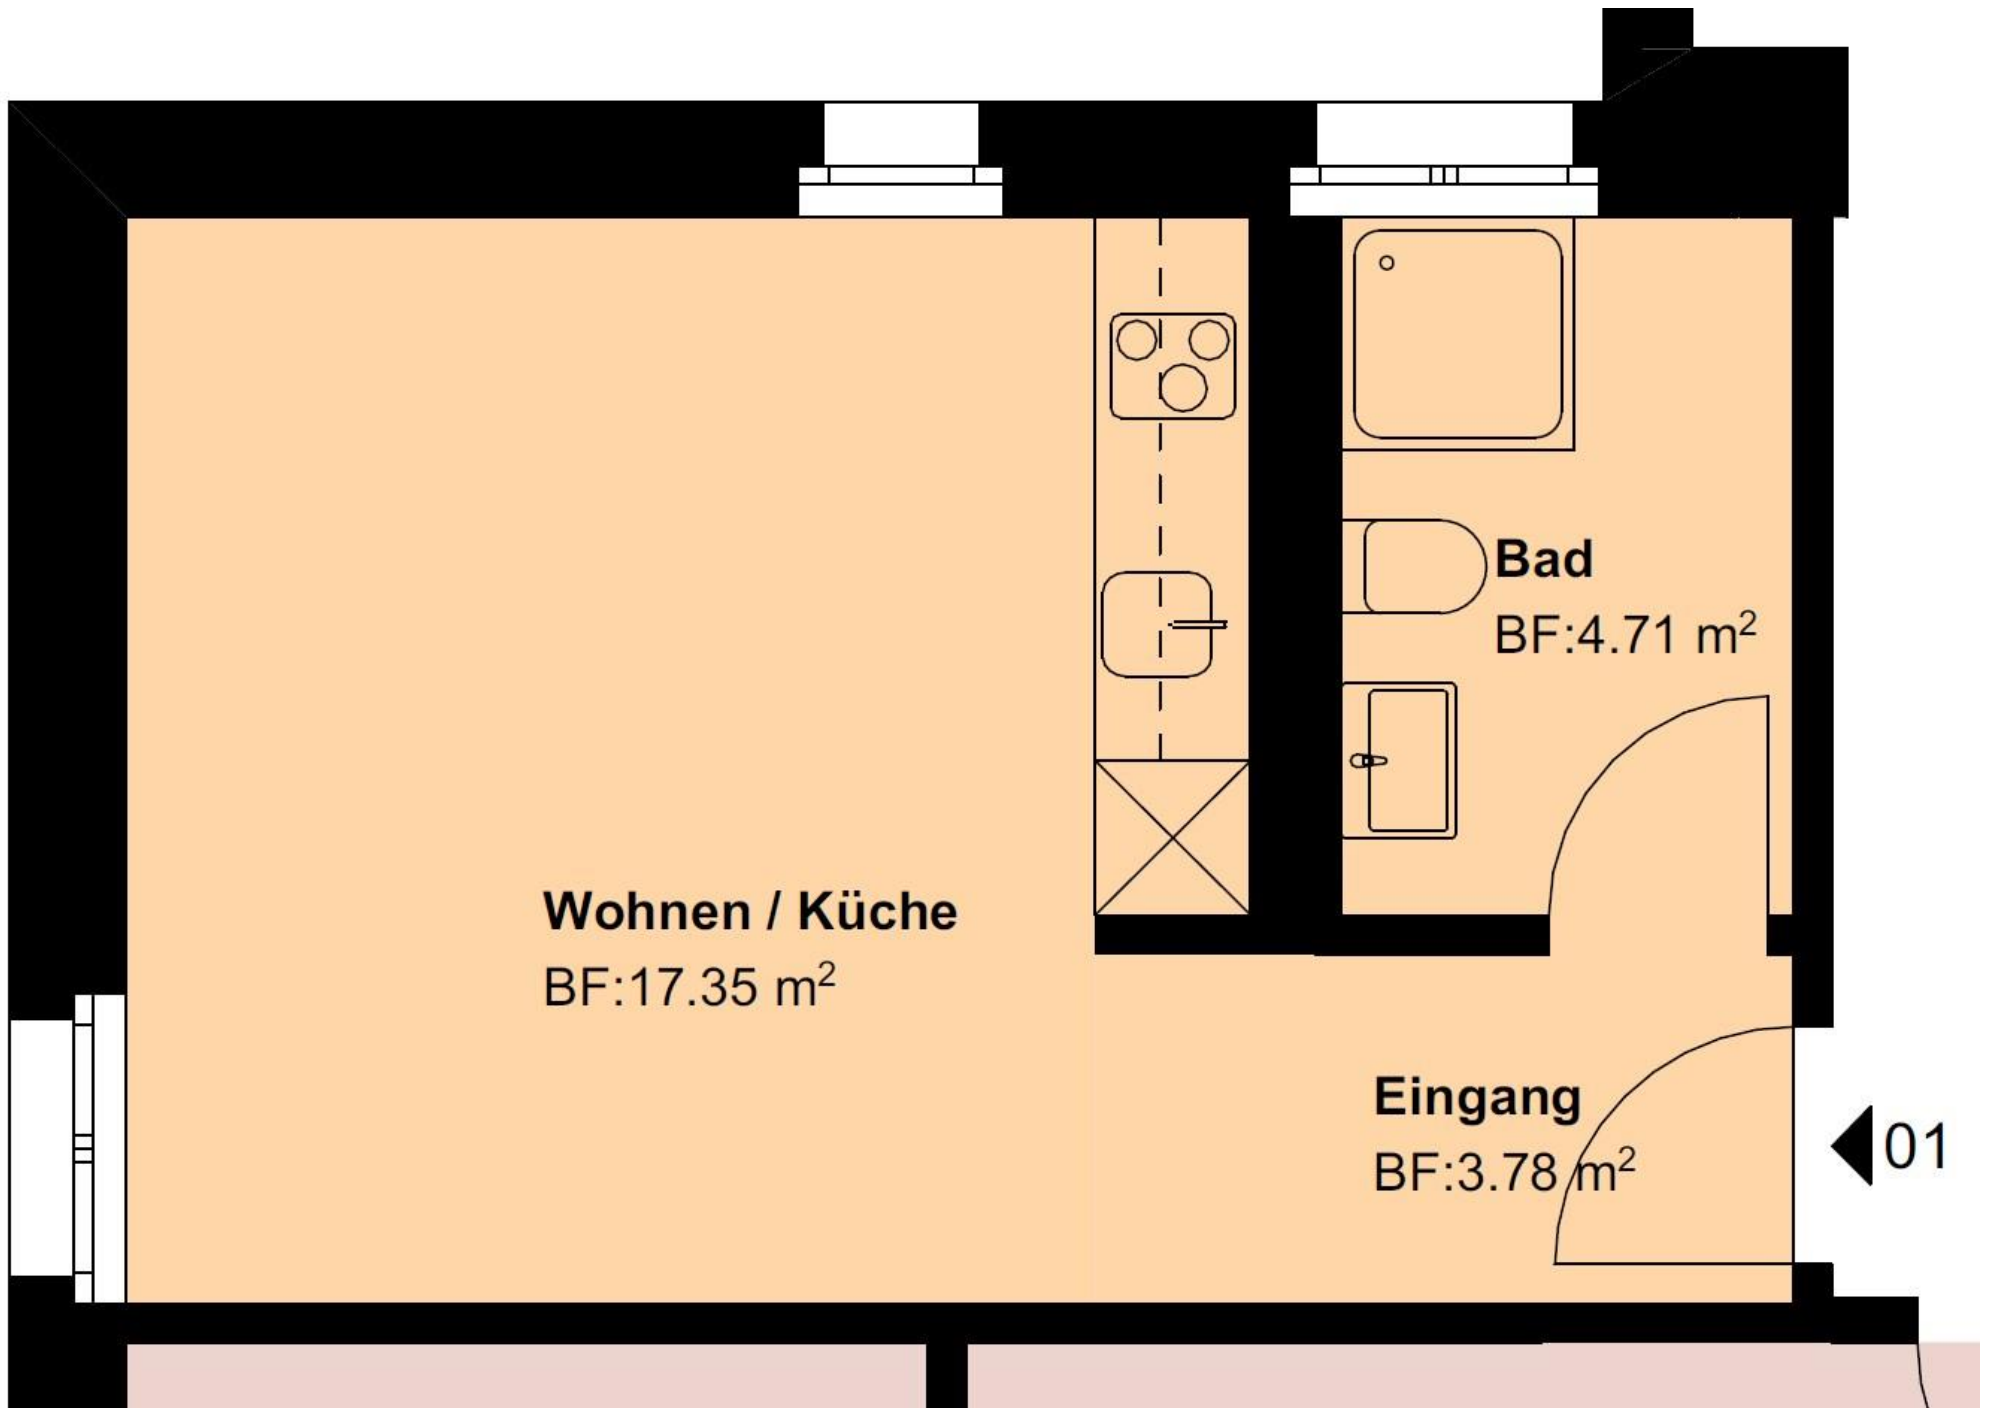 Bad
BF:4.71 m²
Wohnen / Küche
BF:17.35 m²
Eingang
BF:3.78 m²
01